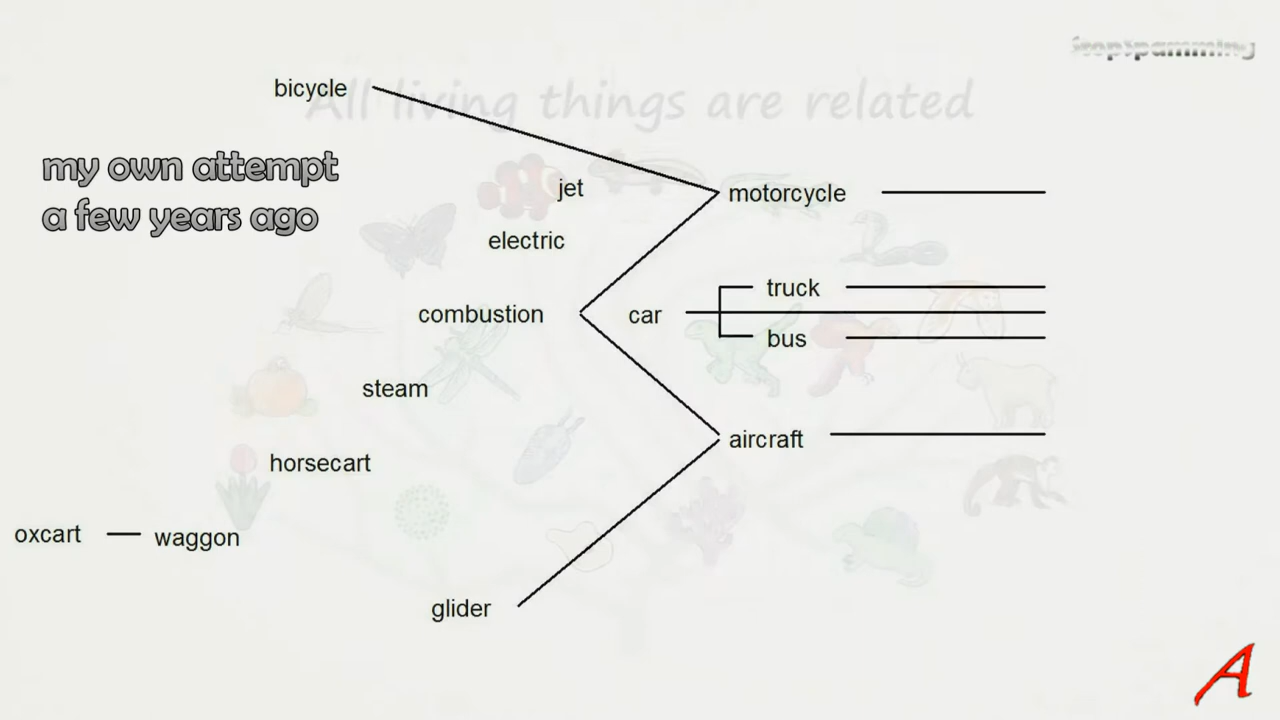 StopSpamming
All living things are related
bicycle
my own attempt
a few years ago
jet
motorcycle
electric
truck
combustion
car
bus
steam
aircraft
horsecart
oxcart
waggon
glider
A